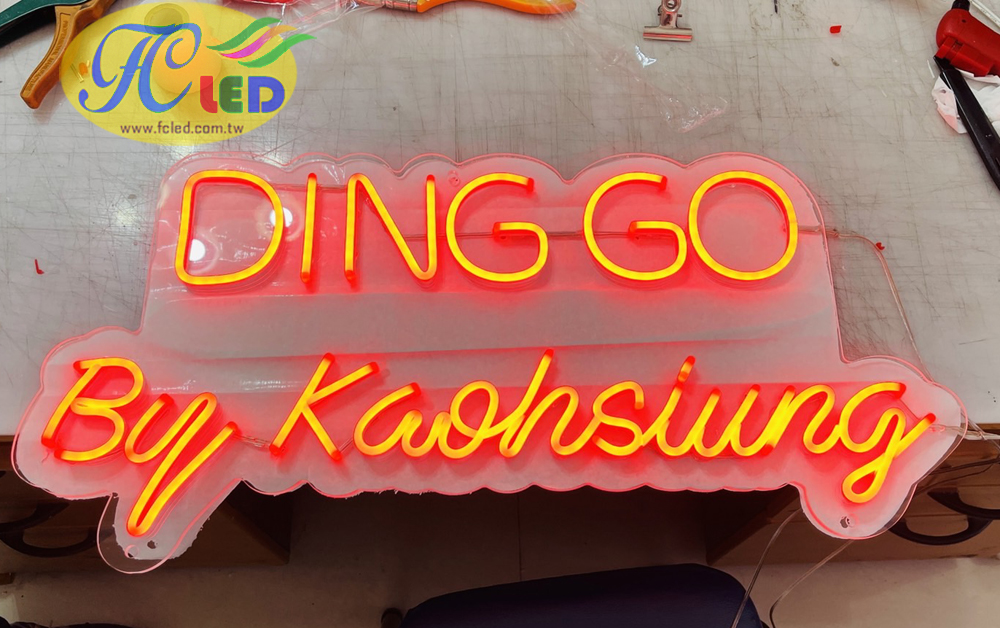 FC LED
www.fcled.com.tw
DING GO
By Kaohsiung